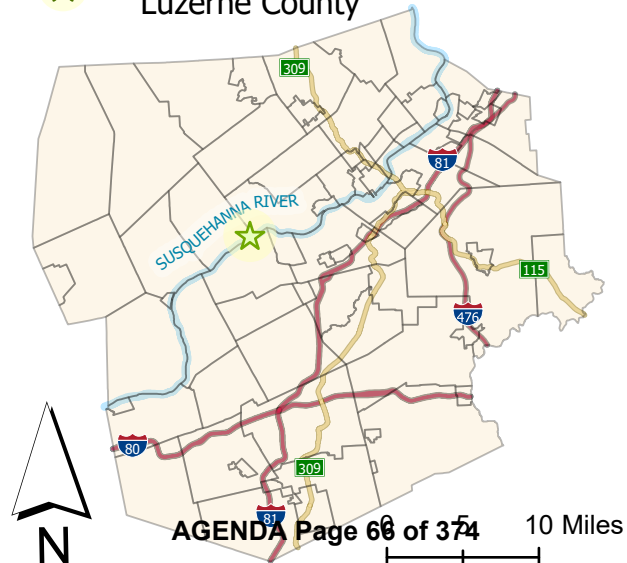 Luzerne County
309
81
SUSQUEHANNA RIVER
115
476
80
309
81
AGENDA Page 66 of 374
0 5 10 Miles
N